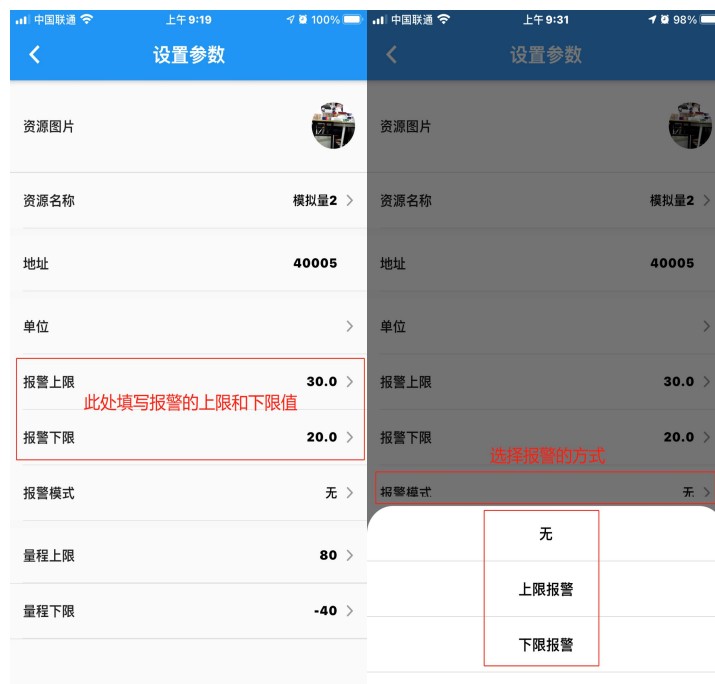 中国联通 上午 9:19 100%
设置参数
资源图片
资源名称 模拟量2
地址 40005
单位
报警上限 30.0
此处填写报警的上限和下限值
报警下限 20.0
报警模式 无
量程上限 80
量程下限 -40
中国联通 上午 9:31 98%
设置参数
资源图片
资源名称 模拟量2
地址 40005
单位
报警上限 30.0
报警下限 20.0
选择报警的方式
报警模式 无
无
上限报警
下限报警